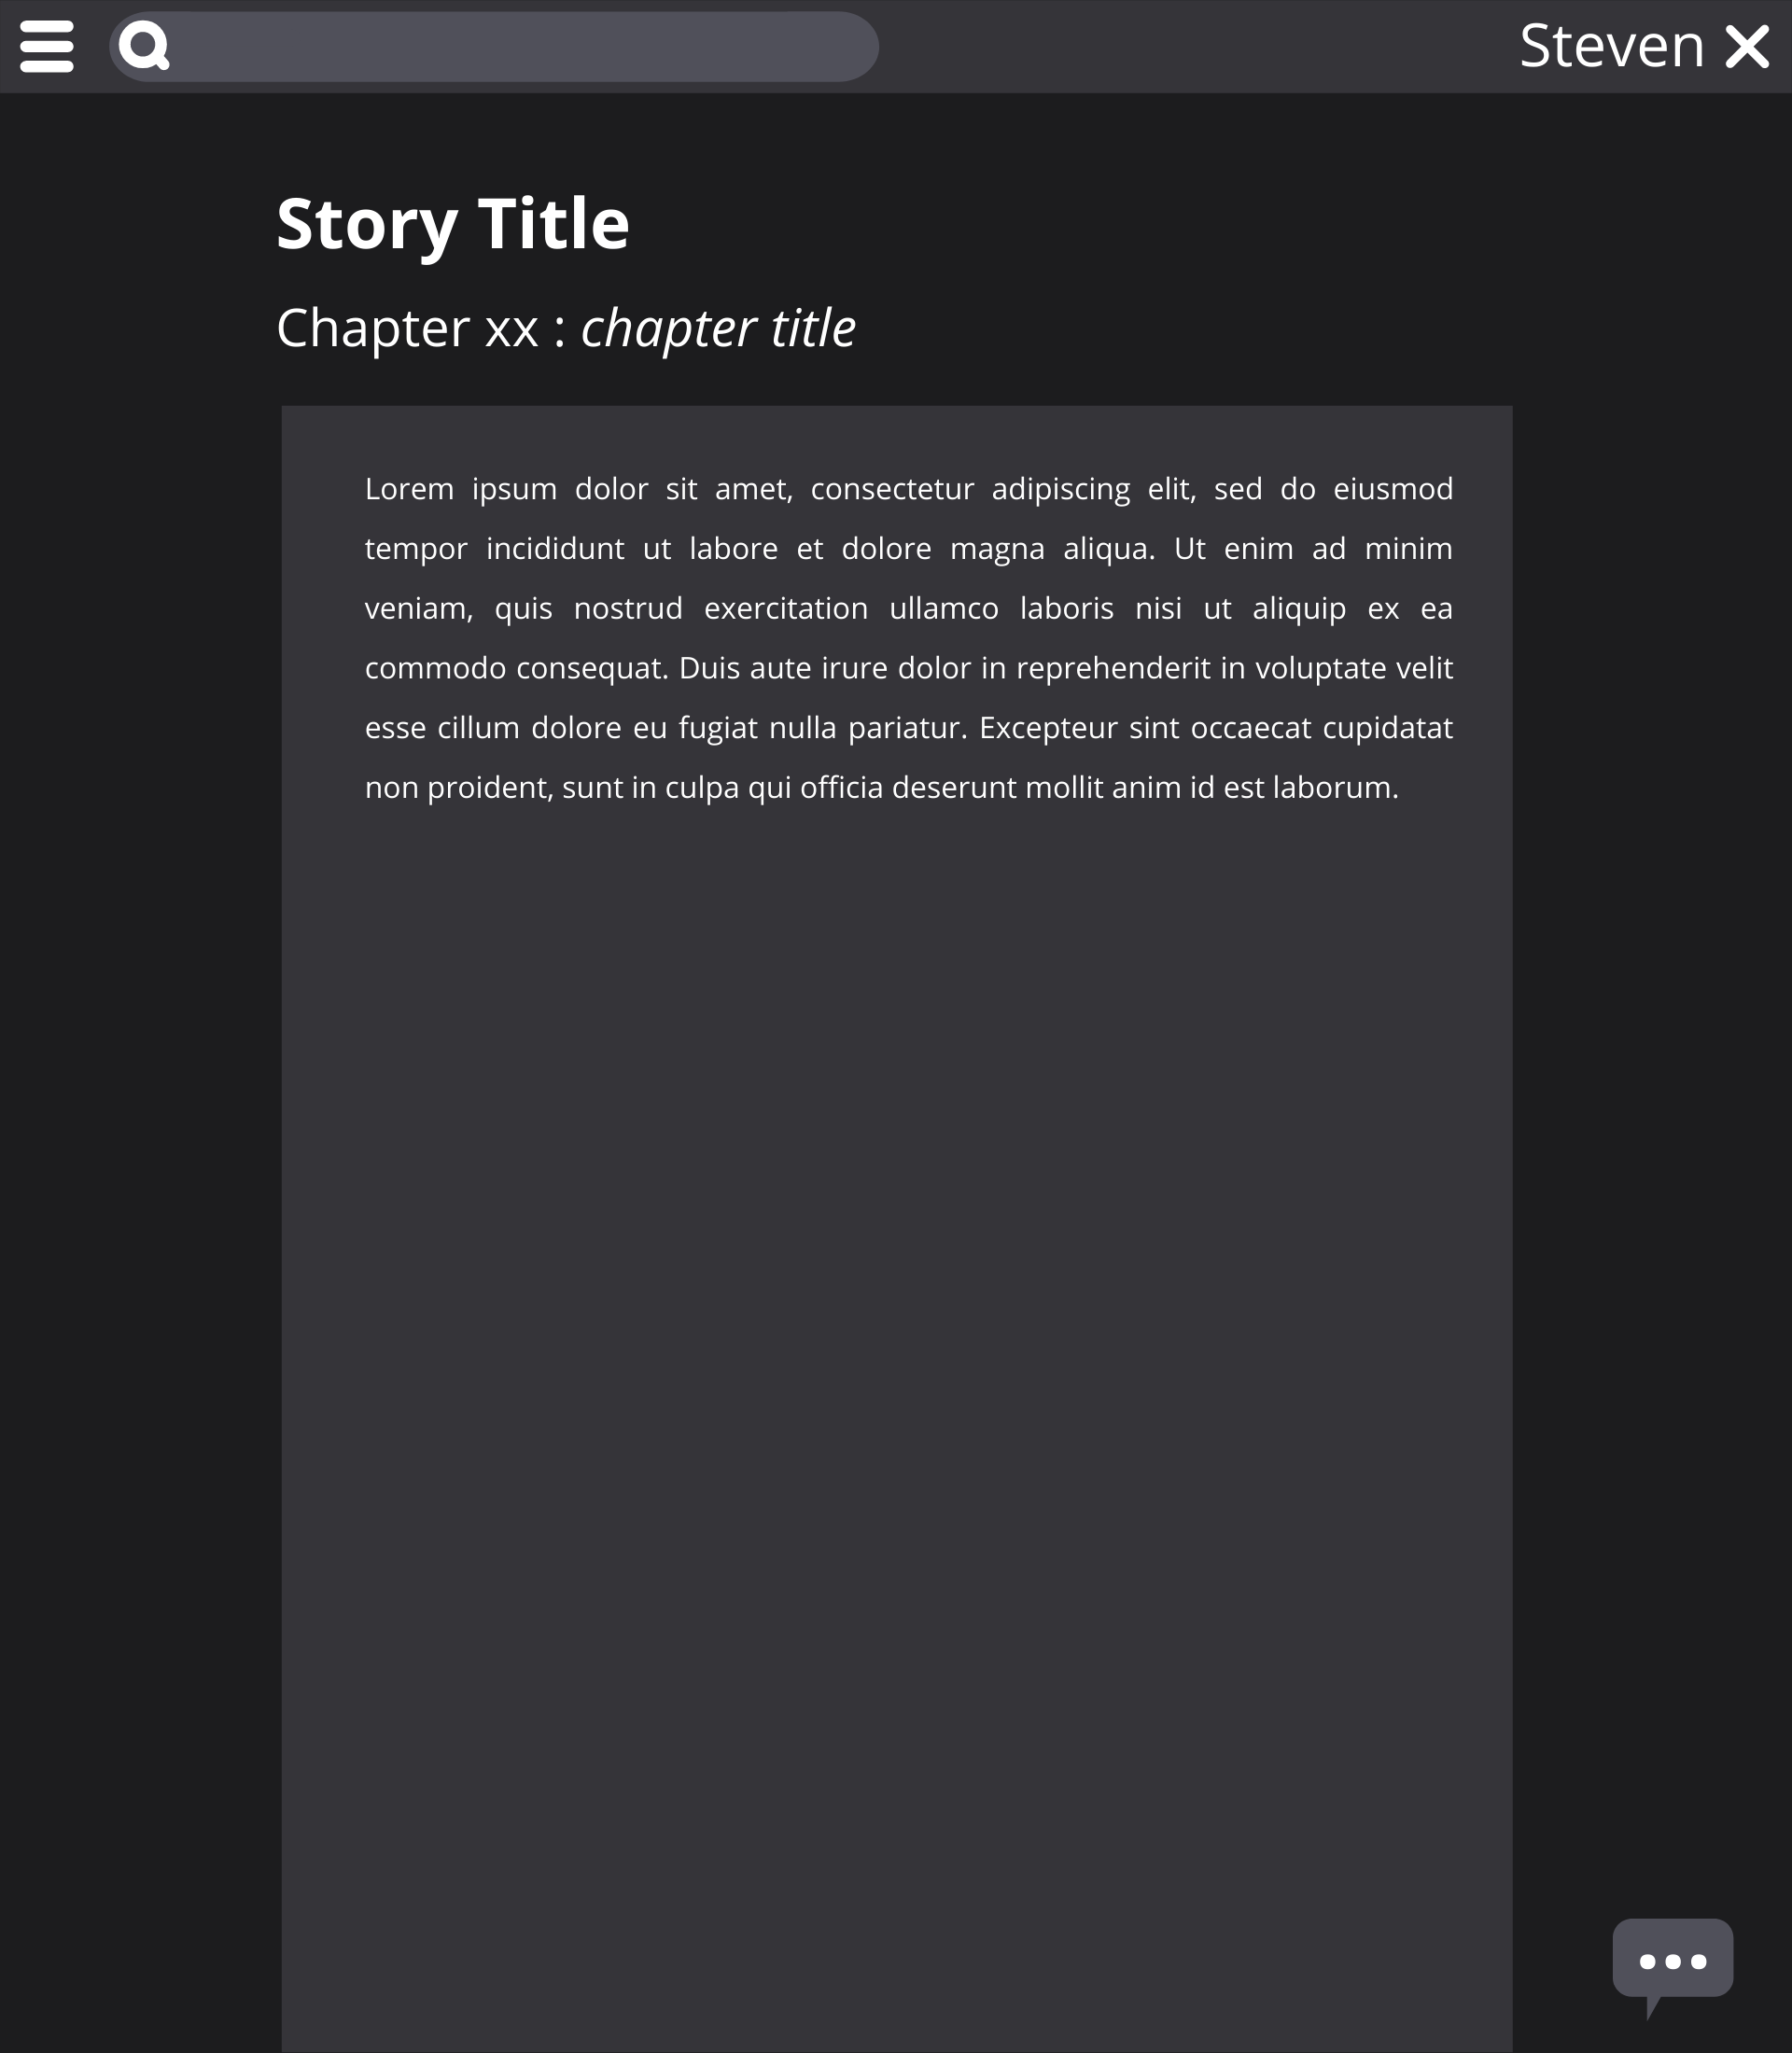 Steven
Story Title
Chapter xx : chapter title
Lorem ipsum dolor sit amet, consectetur adipiscing elit, sed do eiusmod
tempor incididunt ut labore et dolore magna aliqua. Ut enim ad minim
veniam, quis nostrud exercitation ullamco laboris nisi ut aliquip ex ea
commodo consequat. Duis aute irure dolor in reprehenderit in voluptate velit
esse cillum dolore eu fugiat nulla pariatur. Excepteur sint occaecat cupidatat
non proident, sunt in culpa qui officia deserunt mollit anim id est laborum.